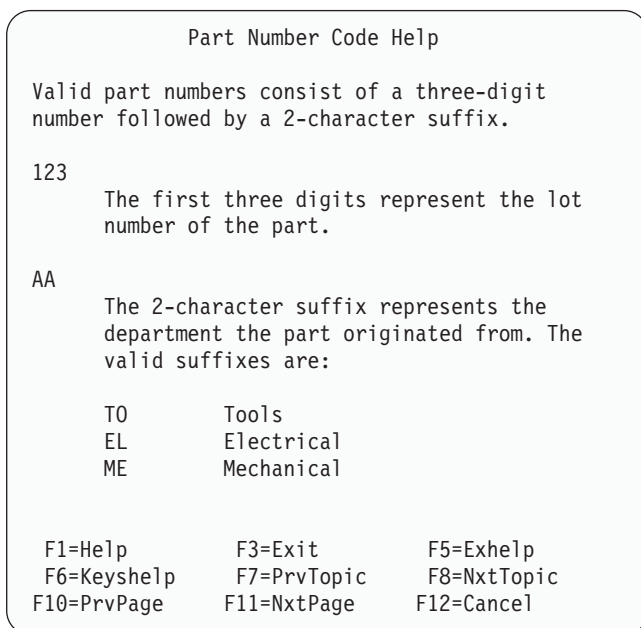 Part Number Code Help
Valid part numbers consist of a three-digit
number followed by a 2-character suffix.
123
The first three digits represent the lot
number of the part.
AA
The 2-character suffix represents the
department the part originated from. The
valid suffixes are:
TO Tools
EL Electrical
ME Mechanical
F1=Help F3=Exit F5=Exhelp
F6=Keyshelp F7=PrvTopic F8=NxtTopic
F10=PrvPage F11=NxtPage F12=Cancel